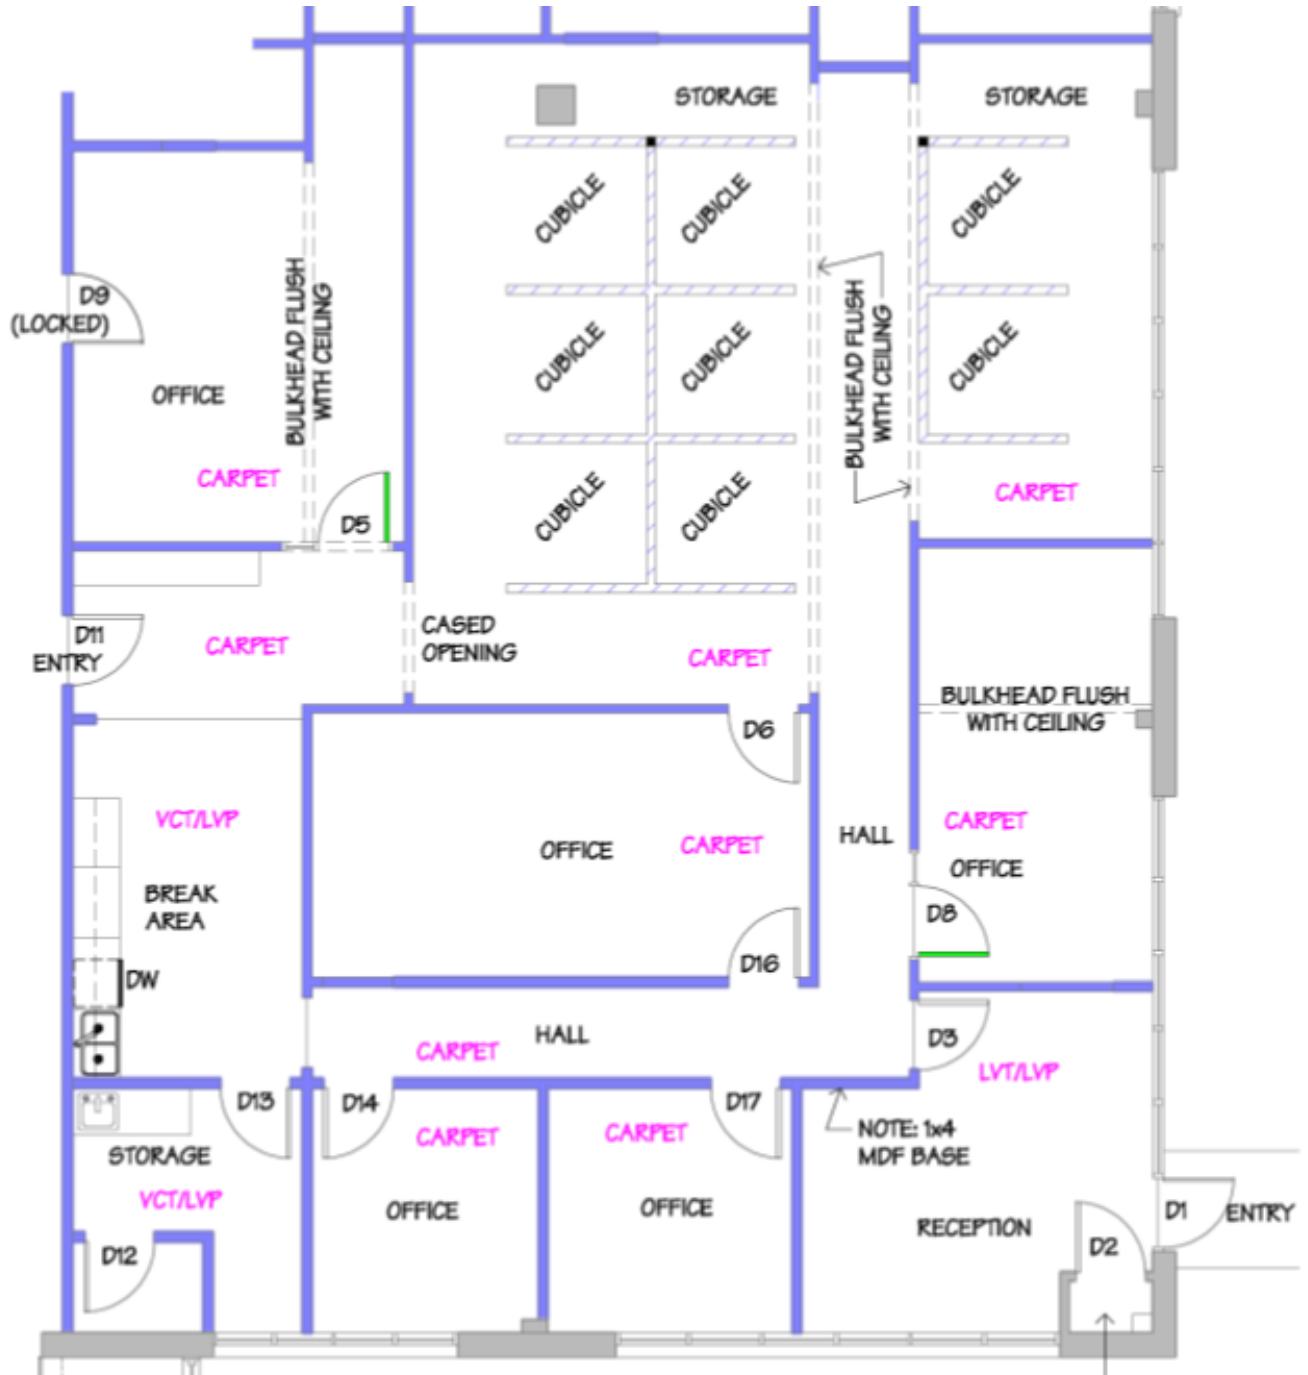 STORAGE
STORAGE
CUBICLE
CUBICLE
CUBICLE
D9
(LOCKED)
BULKHEAD FLUSH
WITH CEILING
BULKHEAD FLUSH
WITH CEILING
CUBICLE
CUBICLE
CUBICLE
OFFICE
CARPET
CARPET
D5
CUBICLE
CUBICLE
D11
ENTRY
CARPET
CASED
OPENING
CARPET
BULKHEAD FLUSH
WITH CEILING
D6
VCT/LVP
CARPET
HALL
CARPET
OFFICE
OFFICE
BREAK
AREA
D8
D16
DW
HALL
CARPET
D3
LVT/LVP
D13
D14
D17
CARPET
CARPET
NOTE: 1x4
MDF BASE
STORAGE
VCT/LVP
OFFICE
OFFICE
RECEPTION
D1
ENTRY
D2
D12